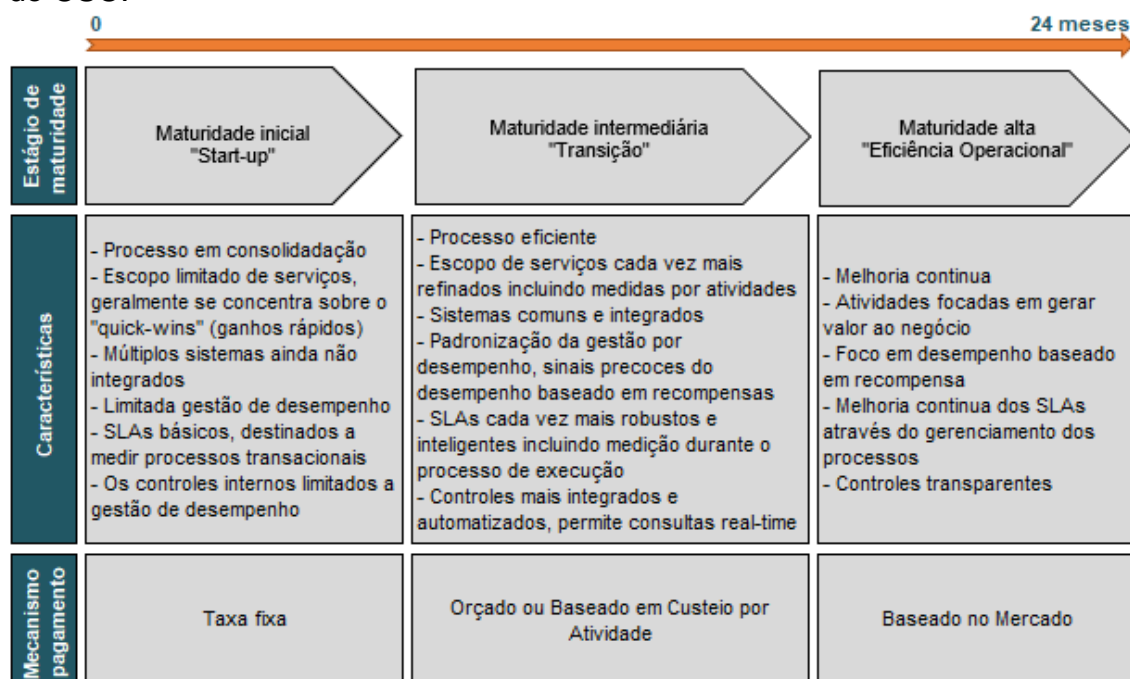 0
24 meses
Estágio de
maturidade
Maturidade inicial
"Start-up"
Maturidade intermediária
"Transição"
Maturidade alta
"Eficiência Operacional"
Características
- Processo em consolidadação
- Escopo limitado de serviços,
geralmente se concentra sobre o
"quick-wins" (ganhos rápidos)
- Múltiplos sistemas ainda não
integrados
- Limitada gestão de desempenho
- SLAs básicos, destinados a
medir processos transacionais
- Os controles internos limitados a
gestão de desempenho
- Processo eficiente
- Escopo de serviços cada vez mais
refinados incluindo medidas por atividades
- Sistemas comuns e integrados
- Padronização da gestão por
desempenho, sinais precoces do
desempenho baseado em recompensas
- SLAs cada vez mais robustos e
inteligentes incluindo medição durante o
processo de execução
- Controles mais integrados e
automatizados, permite consultas real-time
- Melhoria continua
- Atividades focadas em gerar
valor ao negócio
- Foco em desempenho baseado
em recompensa
- Melhoria continua dos SLAs
através do gerenciamento dos
processos
- Controles transparentes
Mecanismo
pagamento
Taxa fixa
Orçado ou Baseado em Custeio por
Atividade
Baseado no Mercado